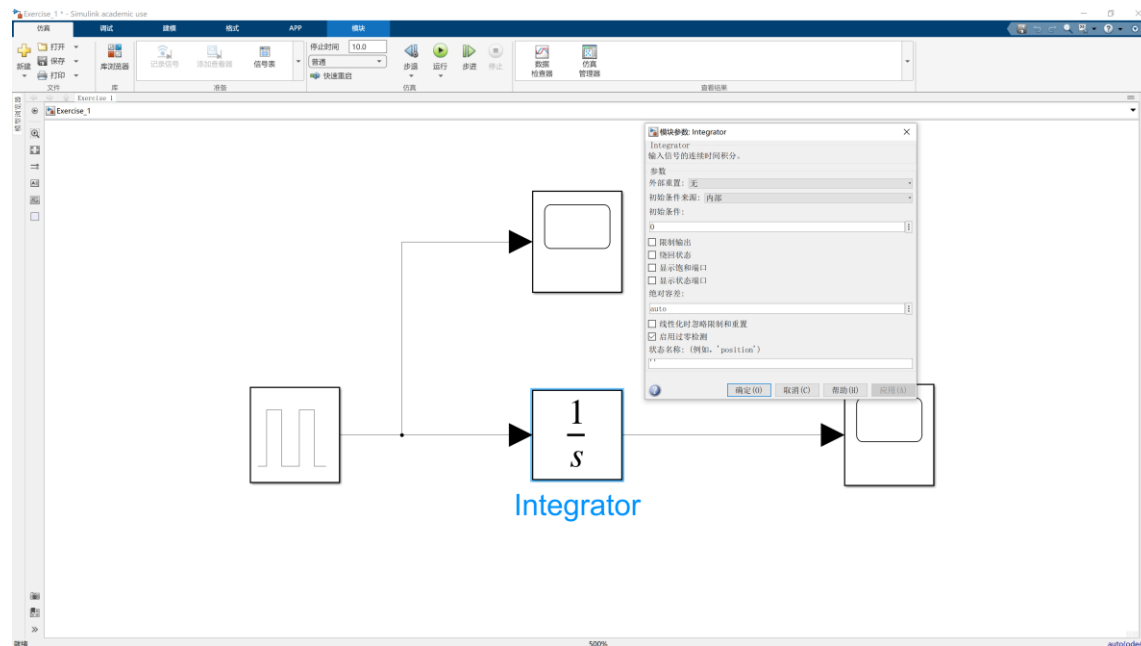 Exercise_1 * - Simulink academic use
仿真 调试 建模 格式 APP 模块
新建 打开 保存 打印 文件
库浏览器 库
记录信号 添加查看器 信号表 准备
停止时间 10.0
普通
快速重启
步退 运行 步进 停止 仿真
数据检查器 仿真管理器 查看结果
Exercise_1
Exercise_1
模块参数: Integrator
Integrator
输入信号的连续时间积分。
参数
外部重置: 无
初始条件来源: 内部
初始条件:
0
限制输出
绕回状态
显示饱和端口
显示状态端口
绝对容差:
auto
线性化时忽略限制和重置
启用过零检测
状态名称: (例如, 'position')
''
确定(O) 取消(C) 帮助(H) 应用(A)
1
s
Integrator
就绪 500%